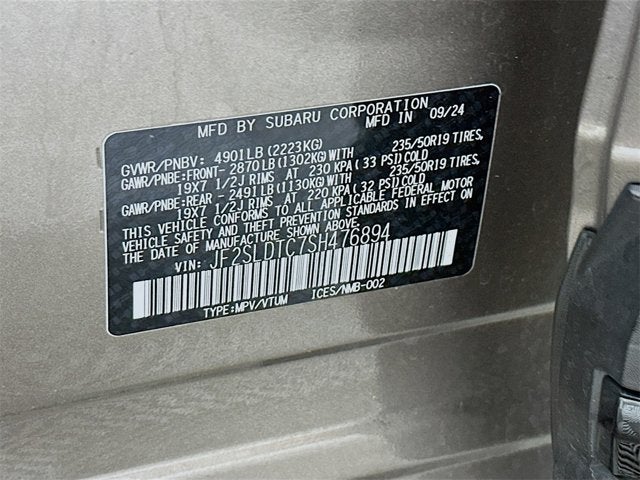 MFD BY SUBARU CORPORATION MFD IN 09/24
GVWR/PNBV: 4901LB(2223KG)
GAWR/PNBE:FRONT- 2870LB(1302KG)WITH 235/50R19 TIRES,
19X7 1/2J RIMS AT 230 KPA( 33 PSI)COLD
GAWR/PNBE:REAR - 2491LB(1130KG)WITH 235/50R19 TIRES,
19X7 1/2J RIMS AT 220 KPA( 32 PSI)COLD
THIS VEHICLE CONFORMS TO ALL APPLICABLE FEDERAL MOTOR
VEHICLE SAFETY AND THEFT PREVENTION STANDARDS IN EFFECT ON
THE DATE OF MANUFACTURE SHOWN ABOVE.
VIN: JF2SLDTC7SH476894
TYPE:MPV/VTUM ICES/NMB-002